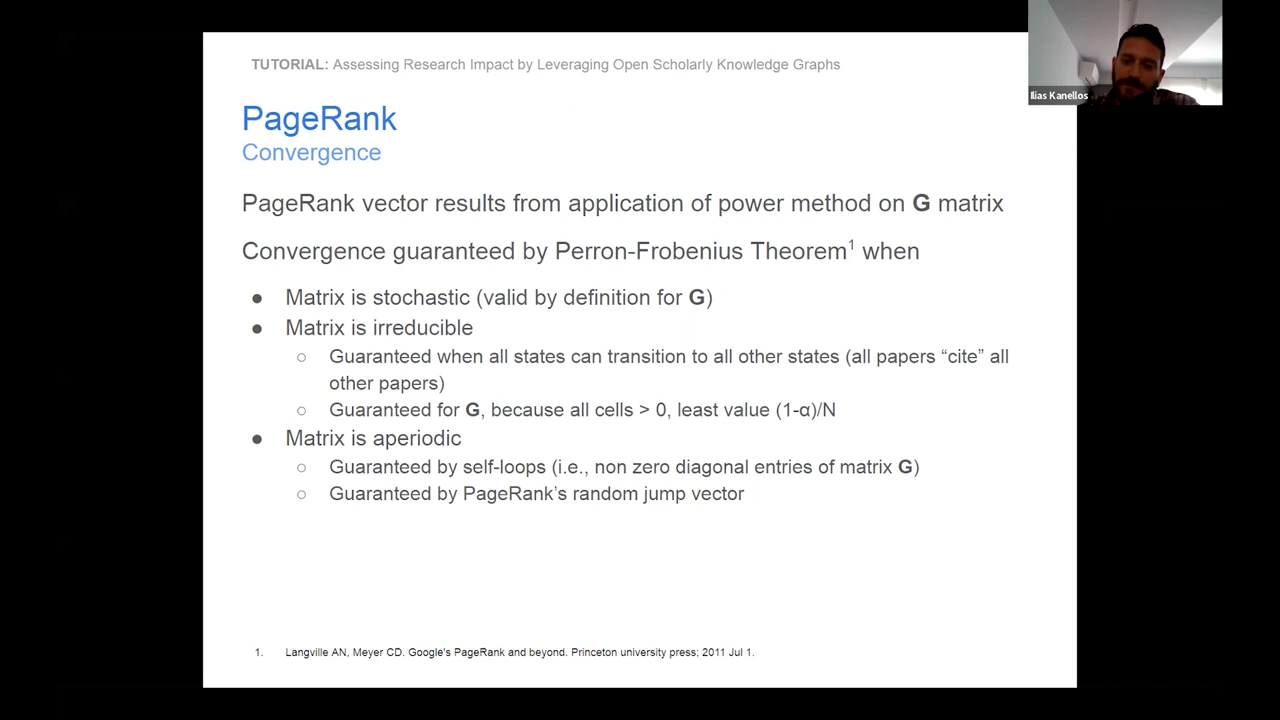 TUTORIAL: Assessing Research Impact by Leveraging Open Scholarly Knowledge Graphs
Ilias Kanellos
PageRank
Convergence
PageRank vector results from application of power method on G matrix
Convergence guaranteed by Perron-Frobenius Theorem¹ when
● Matrix is stochastic (valid by definition for G)
● Matrix is irreducible
○ Guaranteed when all states can transition to all other states (all papers “cite” all
other papers)
○ Guaranteed for G, because all cells > 0, least value (1-α)/N
● Matrix is aperiodic
○ Guaranteed by self-loops (i.e., non zero diagonal entries of matrix G)
○ Guaranteed by PageRank’s random jump vector
1. Langville AN, Meyer CD. Google's PageRank and beyond. Princeton university press; 2011 Jul 1.